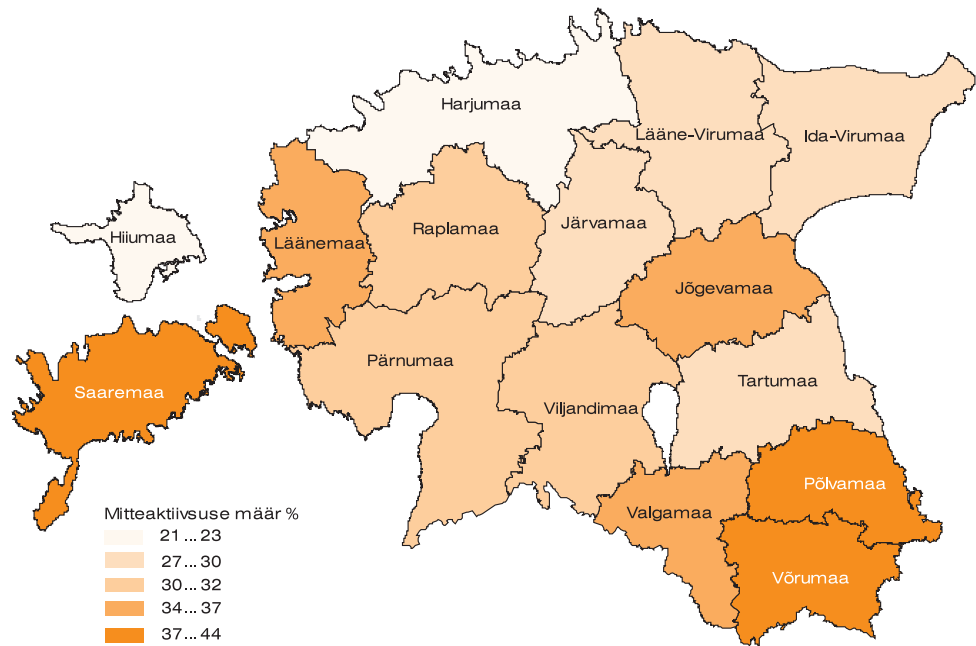 Harjumaa
Lääne-Virumaa
Ida-Virumaa
Hiiumaa
Läänemaa
Raplamaa
Järvamaa
Jõgevamaa
Saaremaa
Pärnumaa
Viljandimaa
Tartumaa
Põlvamaa
Valgamaa
Võrumaa
Mitteaktiivsuse määr %
21... 23
27... 30
30... 32
34... 37
37... 44